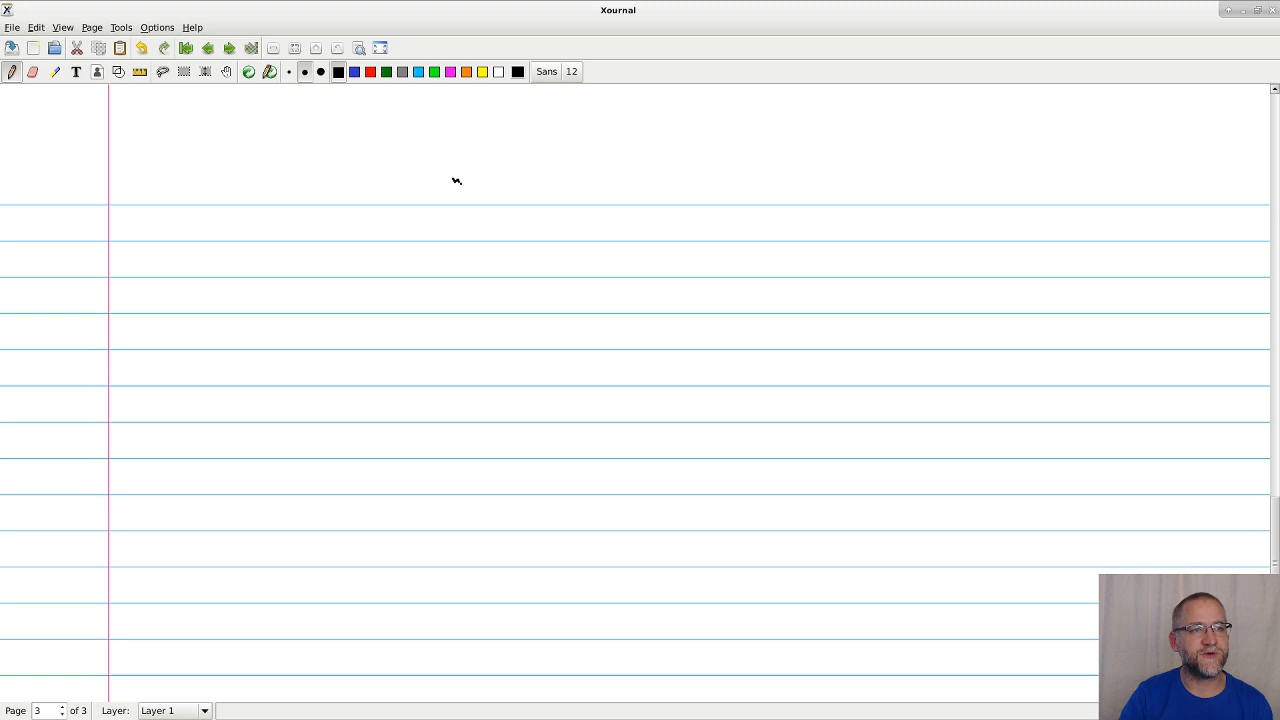 Xournal
File Edit View Page Tools Options Help
Sans 12
Page 3 of 3 Layer: Layer 1